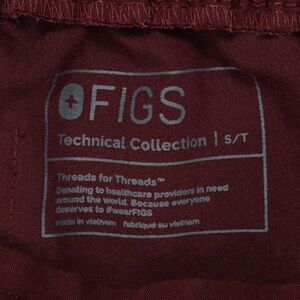 FIGS
Technical Collection | S/T
Threads for Threads™
Donating to healthcare providers in need
around the world. Because everyone
deserves to #wearFIGS
made in vietnam fabriqué au vietnam